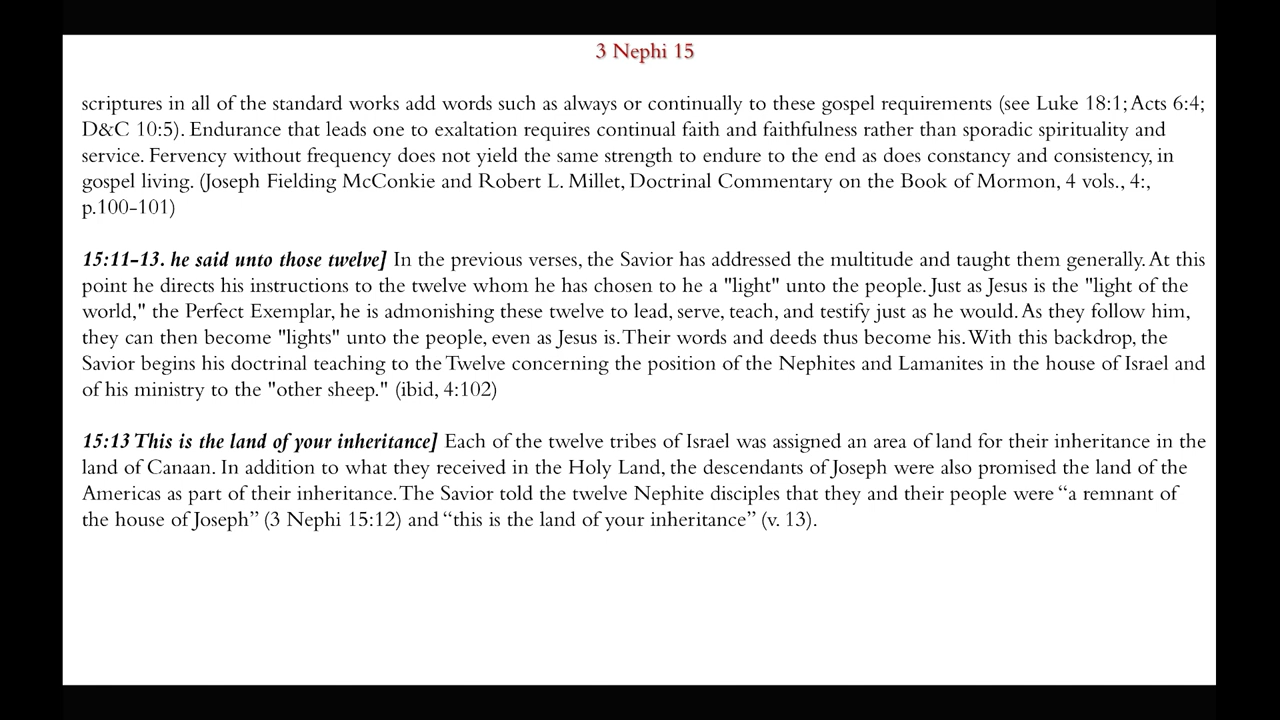 3 Nephi 15
scriptures in all of the standard works add words such as always or continually to these gospel requirements (see Luke 18:1; Acts 6:4;
D&C 10:5). Endurance that leads one to exaltation requires continual faith and faithfulness rather than sporadic spirituality and
service. Fervency without frequency does not yield the same strength to endure to the end as does constancy and consistency, in
gospel living. (Joseph Fielding McConkie and Robert L. Millet, Doctrinal Commentary on the Book of Mormon, 4 vols., 4:,
p.100-101)
15:11-13. he said unto those twelve] In the previous verses, the Savior has addressed the multitude and taught them generally. At this
point he directs his instructions to the twelve whom he has chosen to he a "light" unto the people. Just as Jesus is the "light of the
world," the Perfect Exemplar, he is admonishing these twelve to lead, serve, teach, and testify just as he would. As they follow him,
they can then become "lights" unto the people, even as Jesus is. Their words and deeds thus become his. With this backdrop, the
Savior begins his doctrinal teaching to the Twelve concerning the position of the Nephites and Lamanites in the house of Israel and
of his ministry to the "other sheep." (ibid, 4:102)
15:13 This is the land of your inheritance] Each of the twelve tribes of Israel was assigned an area of land for their inheritance in the
land of Canaan. In addition to what they received in the Holy Land, the descendants of Joseph were also promised the land of the
Americas as part of their inheritance. The Savior told the twelve Nephite disciples that they and their people were “a remnant of
the house of Joseph” (3 Nephi 15:12) and “this is the land of your inheritance” (v. 13).